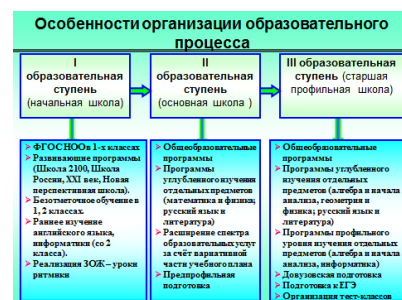 Особенности организации образовательного
процесса
I
образовательная
ступень
(начальная школа)
II
образовательная
ступень
(основная школа )
III образовательная
ступень (старшая
профильная школа)
ФГОС НОО в 1-х классах
Развивающие программы
(Школа 2100, Школа
России, XXI век, Новая
перспективная школа).
Безотметочное обучение в
1, 2 классах.
Раннее изучение
английского языка,
информатики (со 2
класса).
Реализация ЗОЖ – уроки
ритмики
Общеобразовательные
программы
Программы
углубленного изучения
отдельных предметов
(математика и физика;
русский язык и
литература)
Расширение спектра
образовательных услуг
за счёт вариативной
части учебного плана
Предпрофильная
подготовка
Общеобразовательные
программы
Программы углубленного
изучения отдельных
предметов (алгебра и начала
анализа, геометрия и
физика; русский язык и
литература)
Программы профильного
уровня изучения отдельных
предметов (алгебра и начала
анализа, информатика)
Довузовская подготовка
Подготовка к ЕГЭ
Организация тест-классов